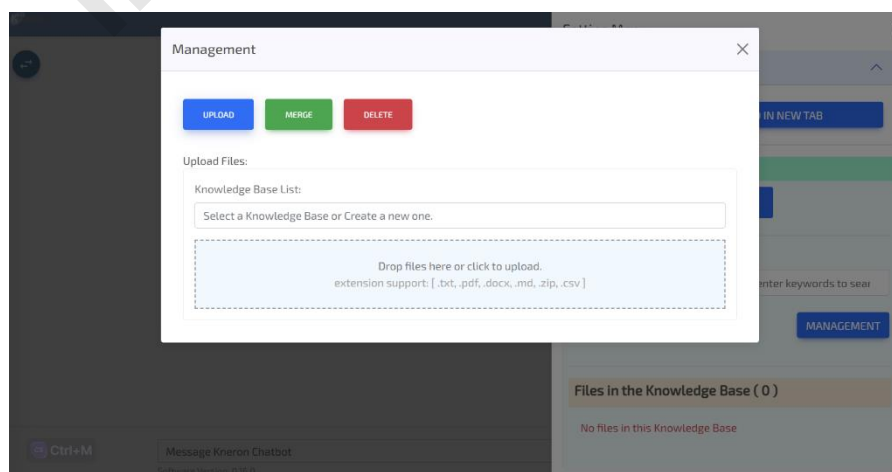 Management
UPLOAD MERGE DELETE
IN NEW TAB
Upload Files:
Knowledge Base List:
Select a Knowledge Base or Create a new one.
Drop files here or click to upload.
extension support: [ .txt, .pdf, .docx, .md, .zip, .csv ]
enter keywords to sear
MANAGEMENT
Files in the Knowledge Base ( 0 )
No files in this Knowledge Base
Ctrl+M
Message Kneron Chatbot